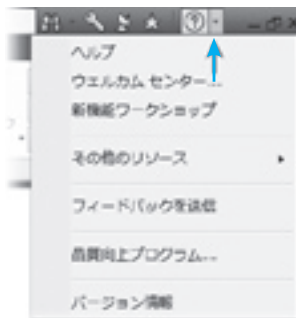 ヘルプ
ウェルカム センター...
新機能ワークショップ
その他のリソース
フィードバックを送信
品質向上プログラム...
バージョン情報